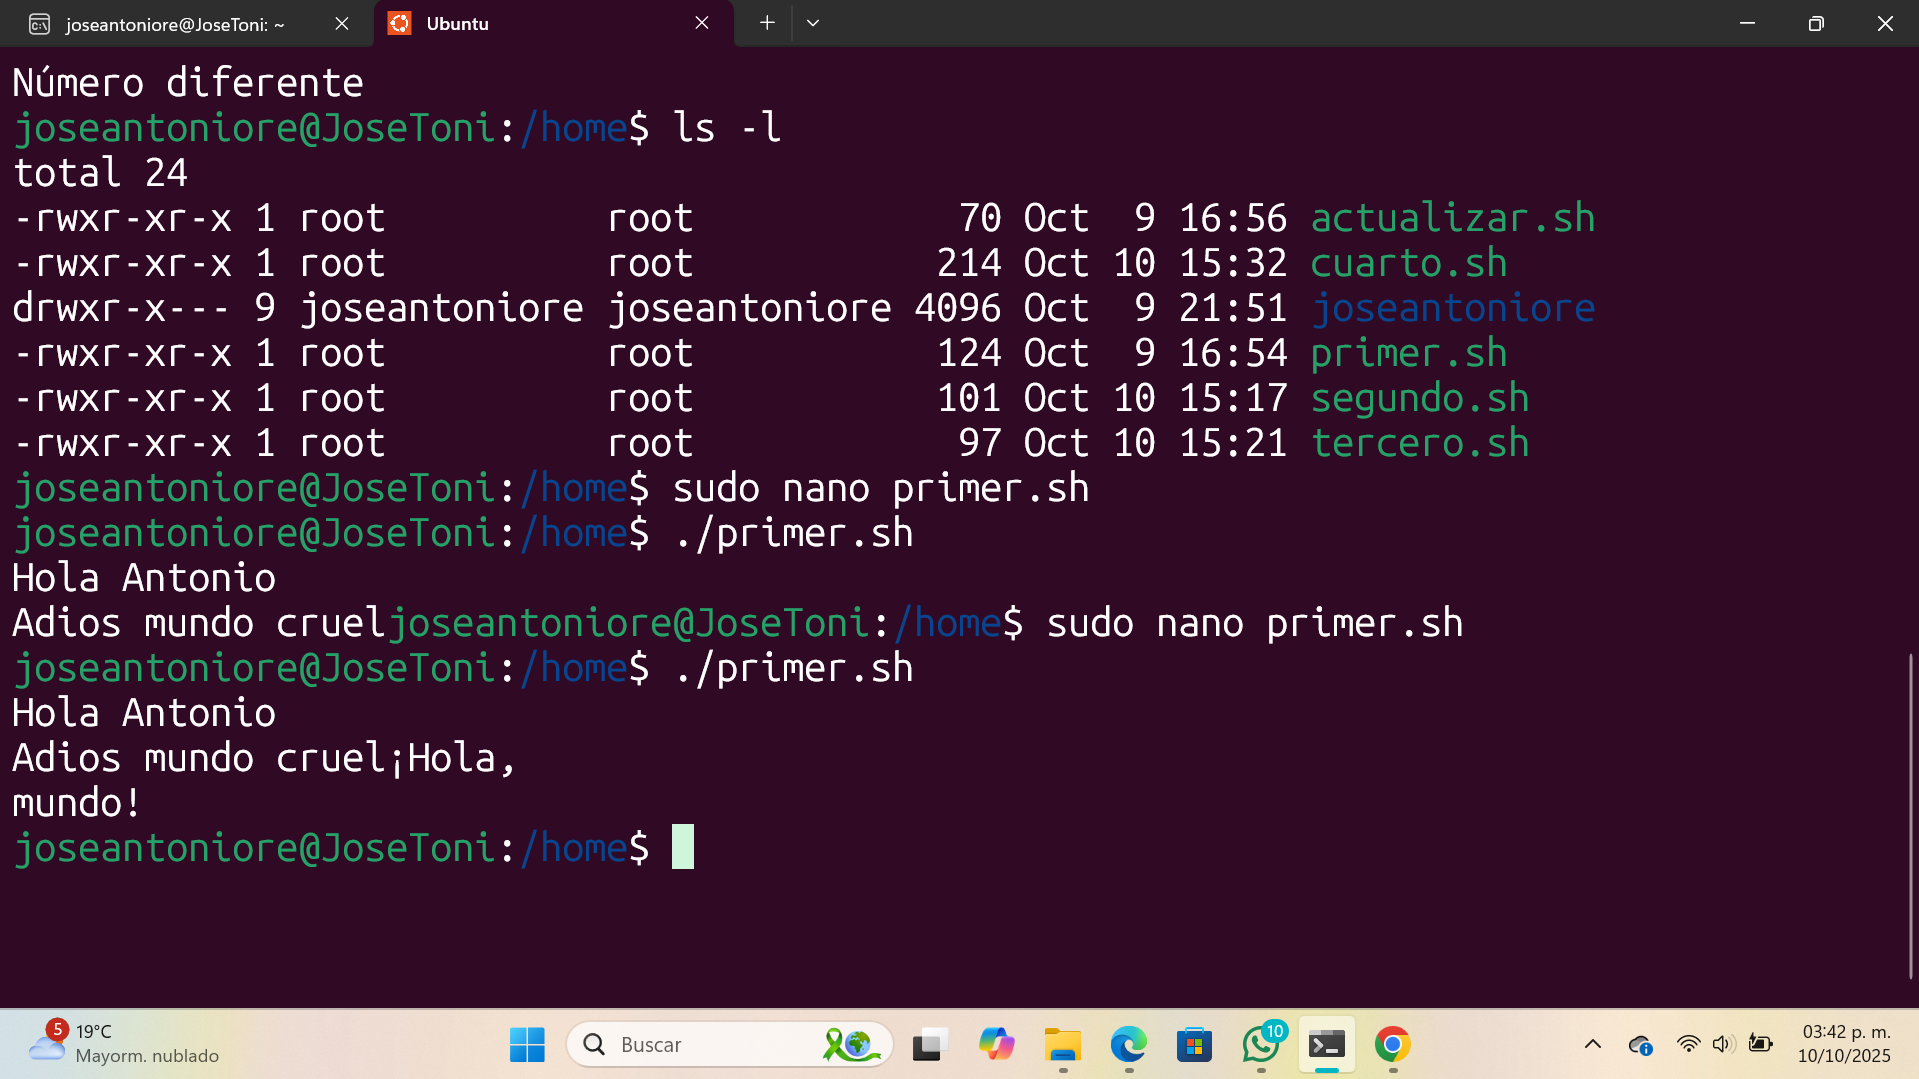 joseantoniore@JoseToni: ~
Ubuntu
Número diferente
joseantoniore@JoseToni:/home$ ls -l
total 24
-rwxr-xr-x 1 root          root            70 Oct  9 16:56 actualizar.sh
-rwxr-xr-x 1 root          root           214 Oct 10 15:32 cuarto.sh
drwxr-x--- 9 joseantoniore joseantoniore 4096 Oct  9 21:51 joseantoniore
-rwxr-xr-x 1 root          root           124 Oct  9 16:54 primer.sh
-rwxr-xr-x 1 root          root           101 Oct 10 15:17 segundo.sh
-rwxr-xr-x 1 root          root            97 Oct 10 15:21 tercero.sh
joseantoniore@JoseToni:/home$ sudo nano primer.sh
joseantoniore@JoseToni:/home$ ./primer.sh
Hola Antonio
Adios mundo crueljoseantoniore@JoseToni:/home$ sudo nano primer.sh
joseantoniore@JoseToni:/home$ ./primer.sh
Hola Antonio
Adios mundo cruel¡Hola,
mundo!
joseantoniore@JoseToni:/home$
5
19°C
Mayorm. nublado
Buscar
10
03:42 p. m.
10/10/2025